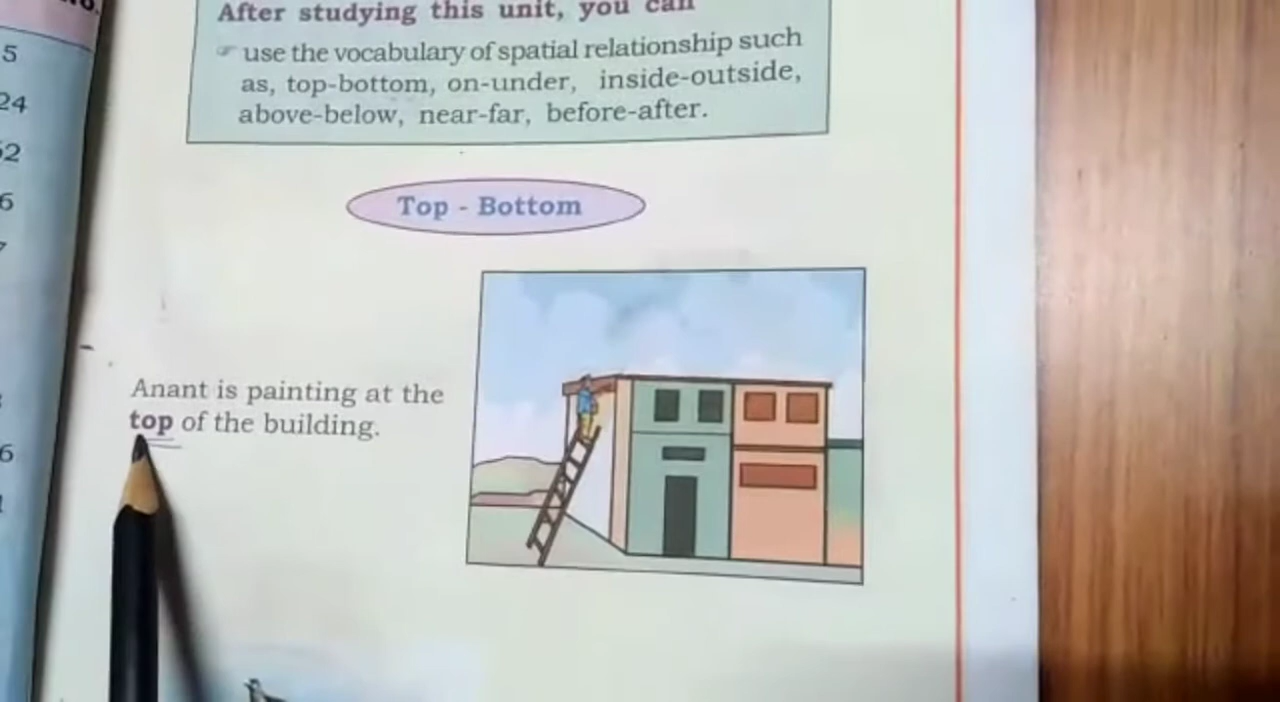 After studying this unit, you can
☞ use the vocabulary of spatial relationship such
as, top-bottom, on-under, inside-outside,
above-below, near-far, before-after.
Top - Bottom
Anant is painting at the
top of the building.
5
24
6
6